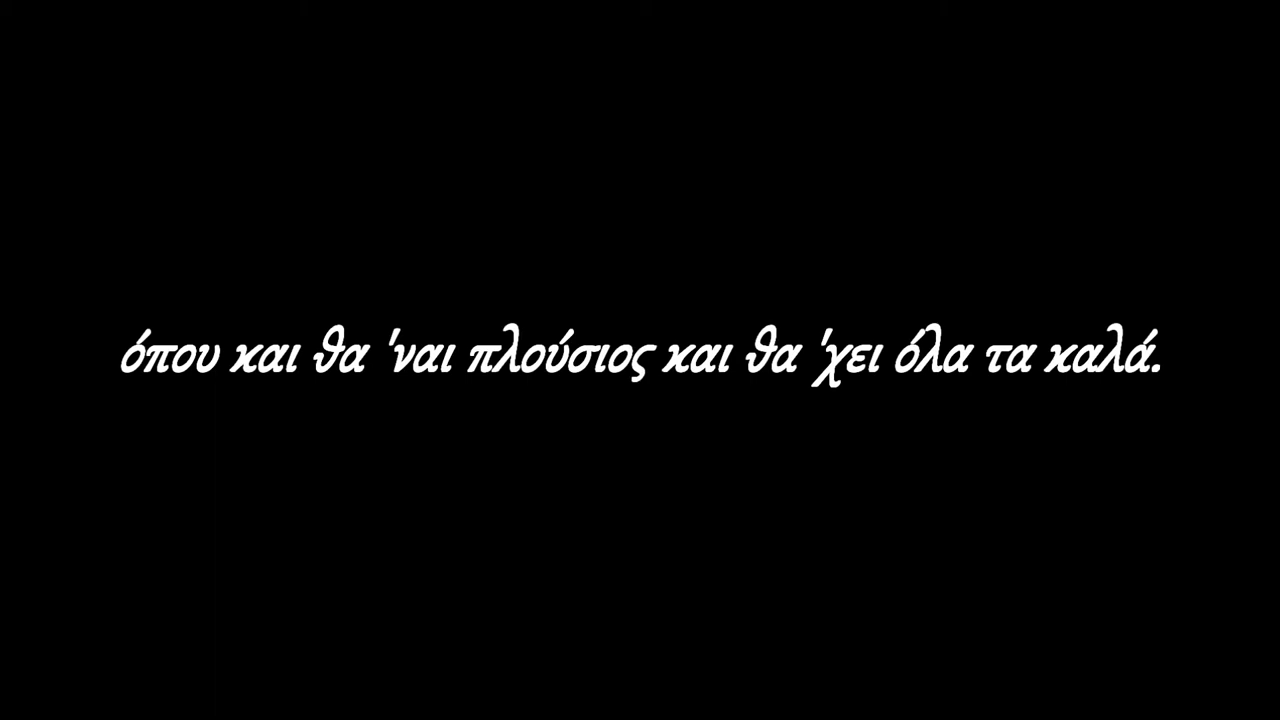 όπου και θα 'ναι πλούσιος και θα 'χει όλα τα καλά.